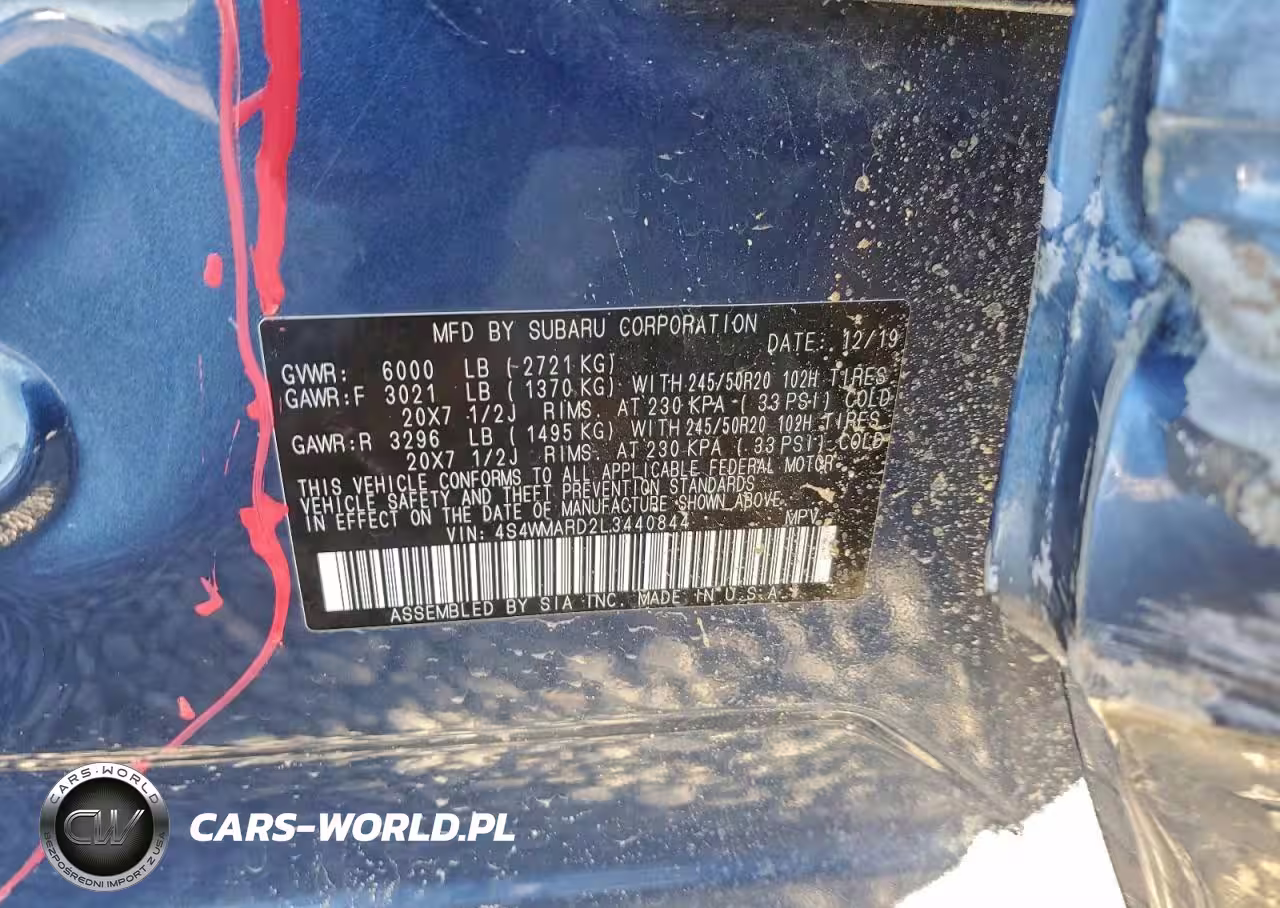 MFD BY SUBARU CORPORATION
DATE: 12/19
GVWR: 6000 LB (-2721 KG)
GAWR:F 3021 LB ( 1370 KG) WITH 245/50R20 102H TIRES
20X7 1/2J RIMS. AT 230 KPA ( 33 PSI) COLD
GAWR:R 3296 LB ( 1495 KG) WITH 245/50R20 102H TIRES
20X7 1/2J RIMS. AT 230 KPA ( 33 PSI) COLD
THIS VEHICLE CONFORMS TO ALL APPLICABLE FEDERAL MOTOR
VEHICLE SAFETY AND THEFT PREVENTION STANDARDS
IN EFFECT ON THE DATE OF MANUFACTURE SHOWN ABOVE.
VIN: 4S4WMARD2L3440844 MPV
ASSEMBLED BY SIA INC. MADE IN U.S.A.
CARS-WORLD
CW
BEZPOŚREDNI IMPORT Z USA
CARS-WORLD.PL